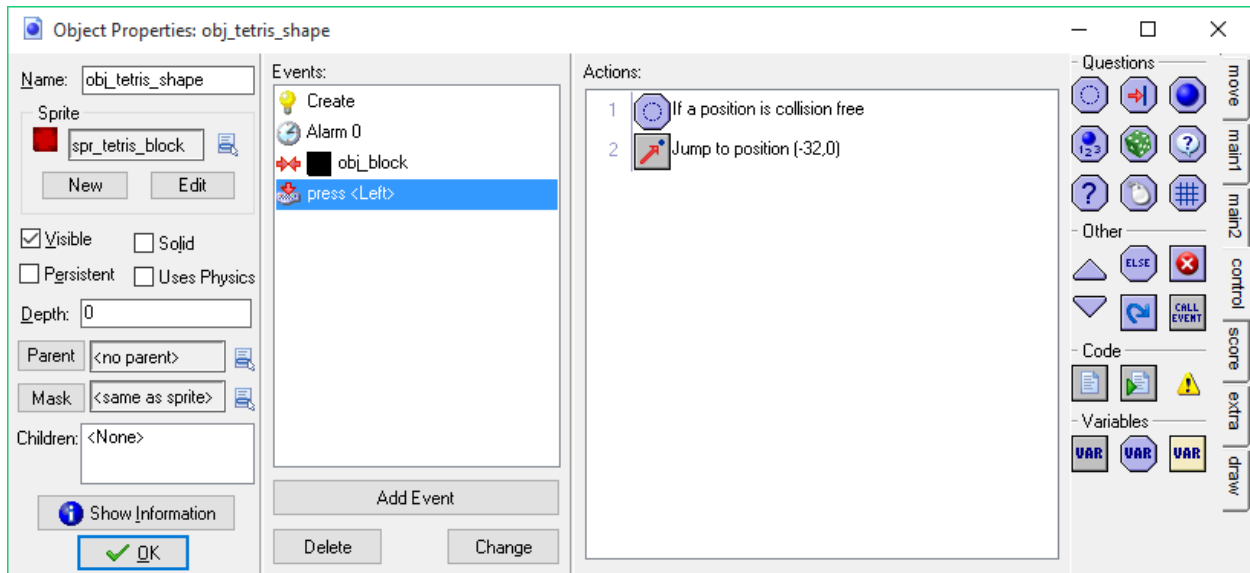 Object Properties: obj_tetris_shape
Name: obj_tetris_shape
Sprite
spr_tetris_block
New Edit
Visible Solid
Persistent Uses Physics
Depth: 0
Parent <no parent>
Mask <same as sprite>
Children: <None>
Show Information
OK
Events:
Create
Alarm 0
obj_block
press <Left>
Add Event
Delete Change
Actions:
1 If a position is collision free
2 Jump to position (-32,0)
Questions
123
?
?
Other
ELSE
CALL
EVENT
Code
Variables
VAR VAR VAR
move
main1
main2
control
score
extra
draw